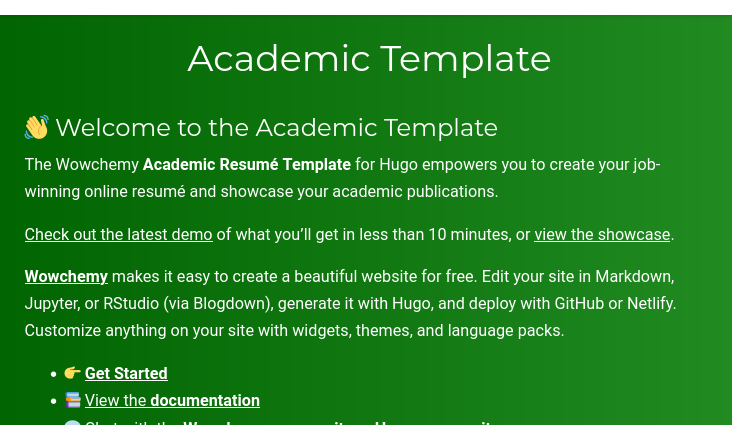 Academic Template
👋 Welcome to the Academic Template
The Wowchemy Academic Resumé Template for Hugo empowers you to create your job-
winning online resumé and showcase your academic publications.
Check out the latest demo of what you’ll get in less than 10 minutes, or view the showcase.
Wowchemy makes it easy to create a beautiful website for free. Edit your site in Markdown,
Jupyter, or RStudio (via Blogdown), generate it with Hugo, and deploy with GitHub or Netlify.
Customize anything on your site with widgets, themes, and language packs.
• 👉 Get Started
• 📚 View the documentation
Chat with the